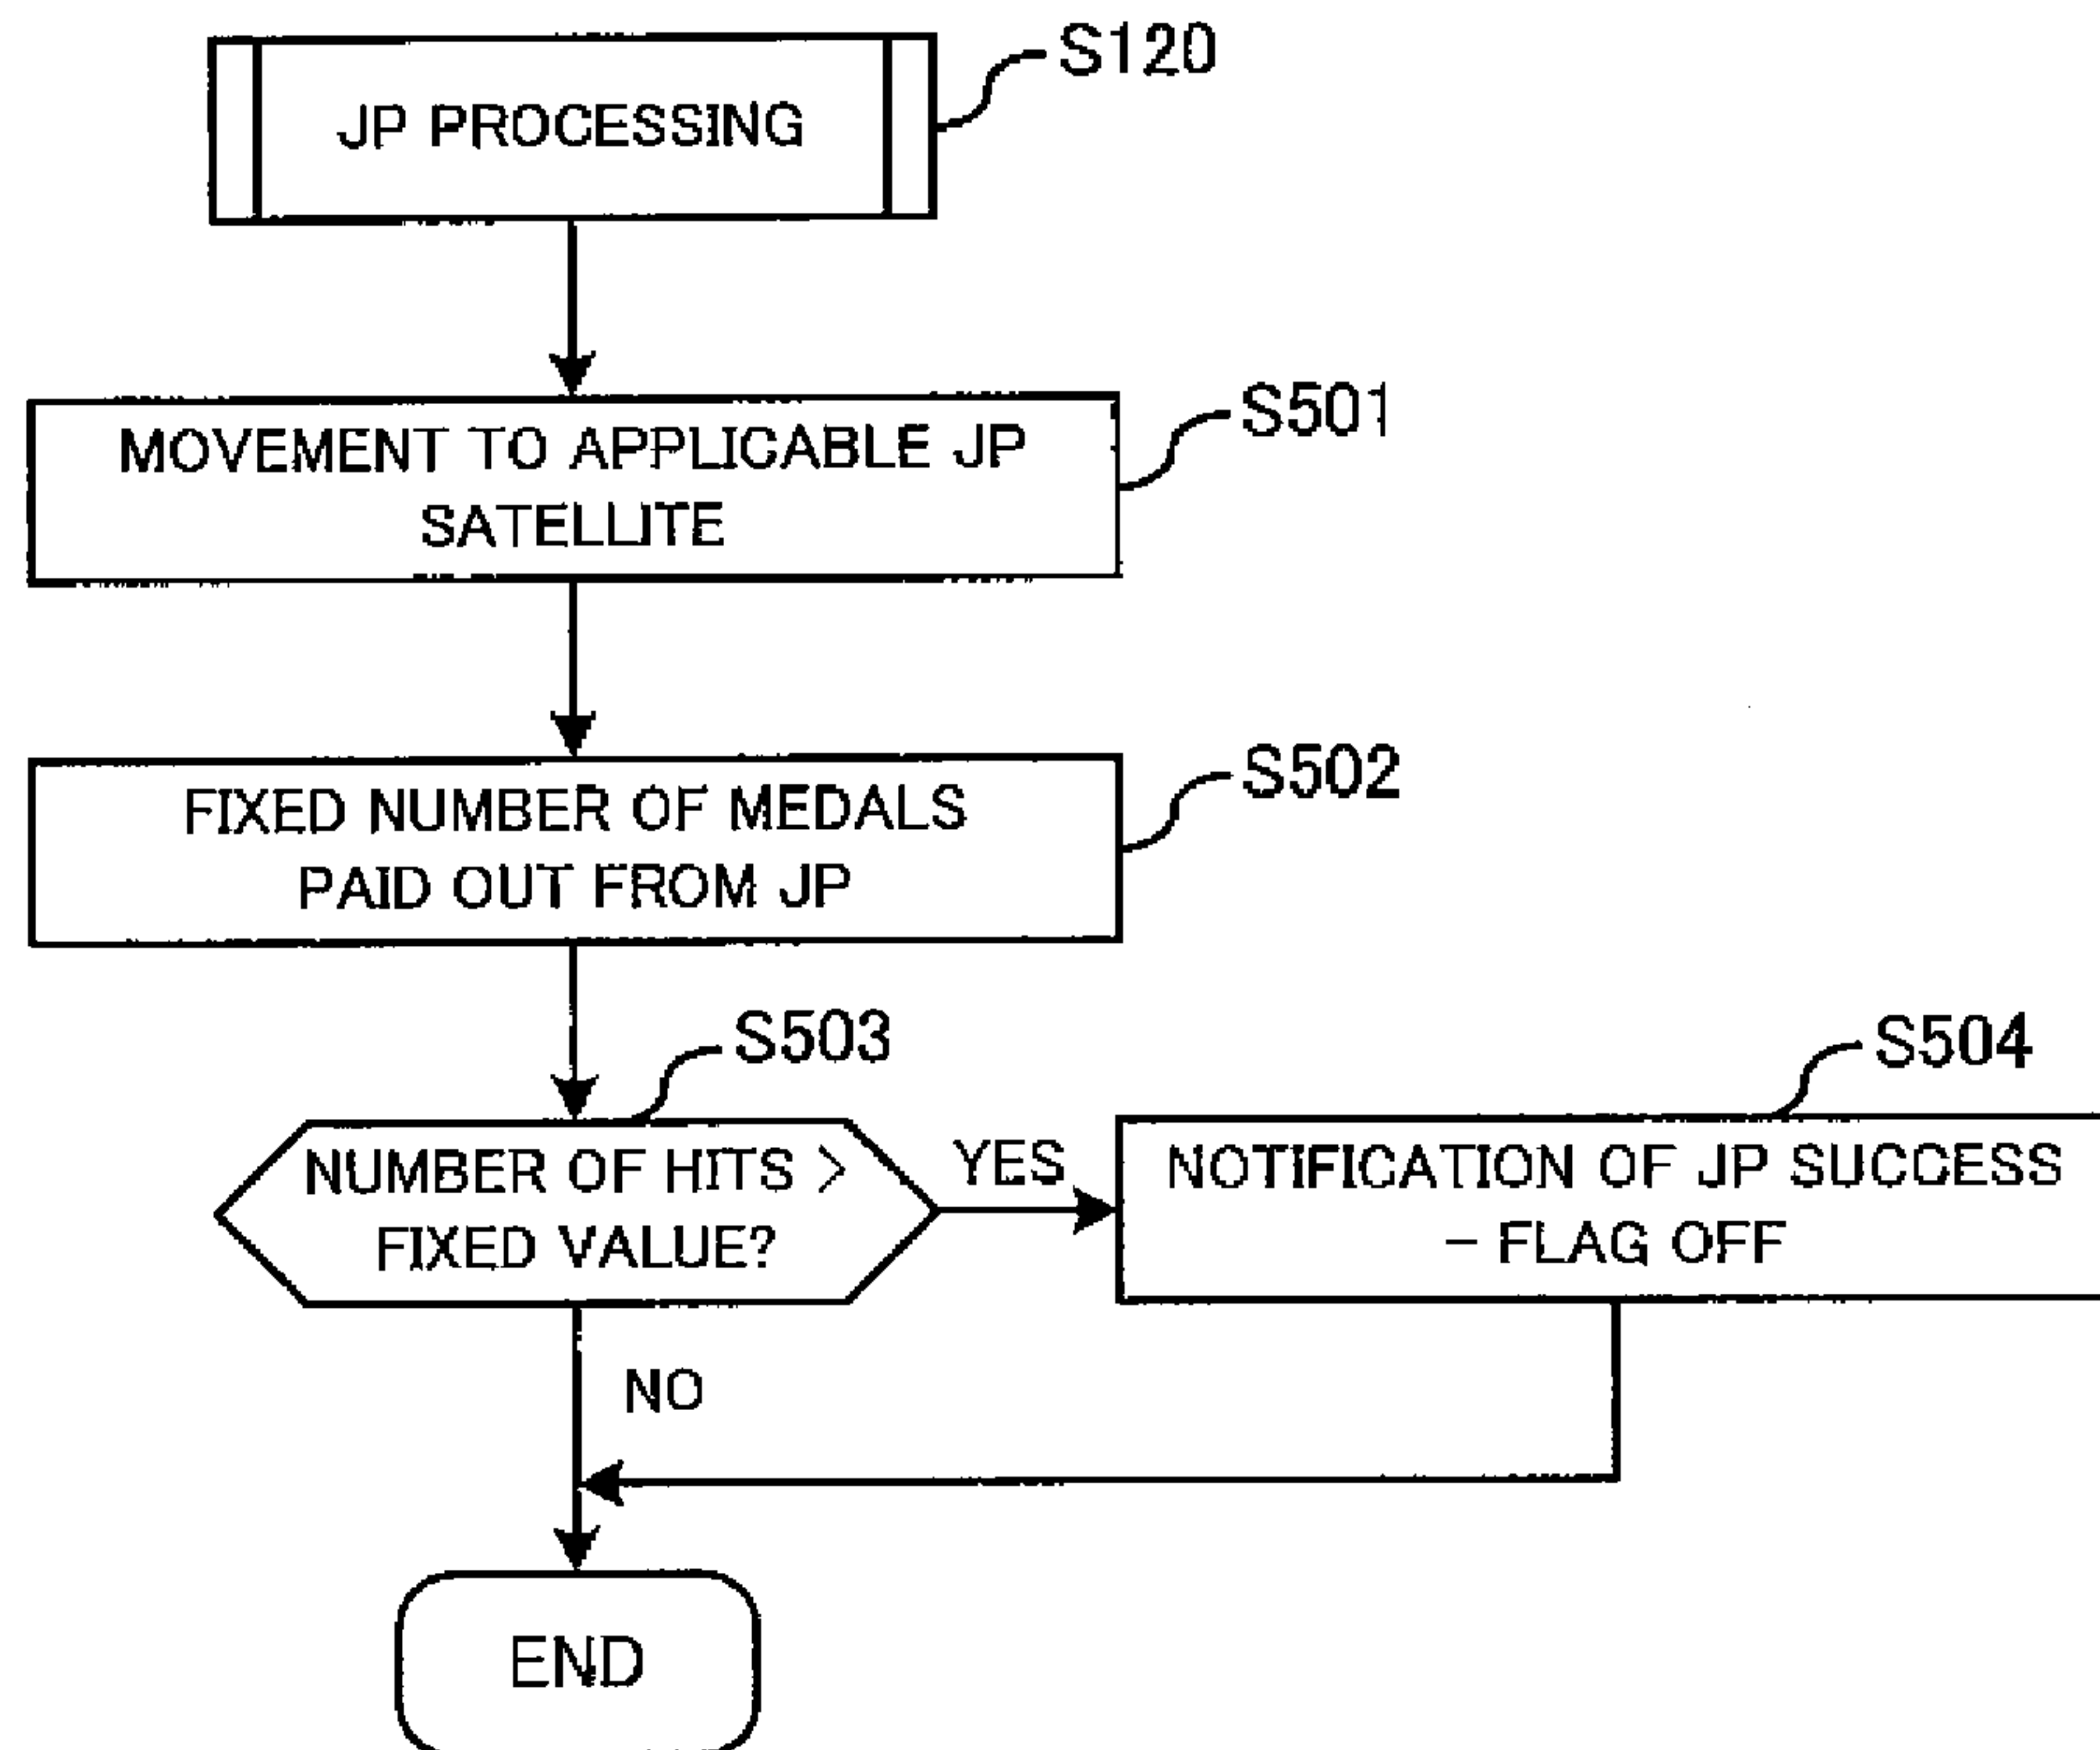 S120
JP PROCESSING
S501
MOVEMENT TO APPLICABLE JP
SATELLITE
S502
FIXED NUMBER OF MEDALS
PAID OUT FROM JP
S503
S504
NUMBER OF HITS >
FIXED VALUE?
YES
NOTIFICATION OF JP SUCCESS
- FLAG OFF
NO
END